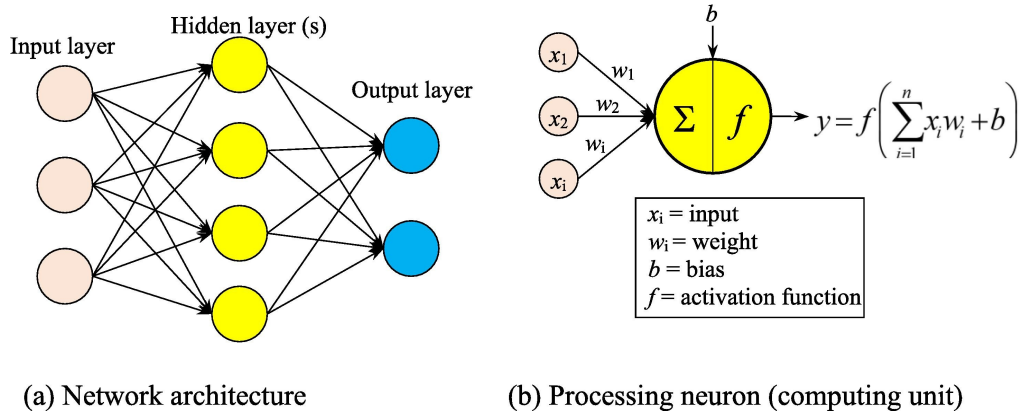 Hidden layer (s)
Input layer
Output layer
(a) Network architecture
b
x₁
w₁
x₂
w₂
xᵢ
wᵢ
Σ f
y = f(∑ᵢ₌₁ⁿ xᵢwᵢ + b)
xᵢ = input
wᵢ = weight
b = bias
f = activation function
(b) Processing neuron (computing unit)